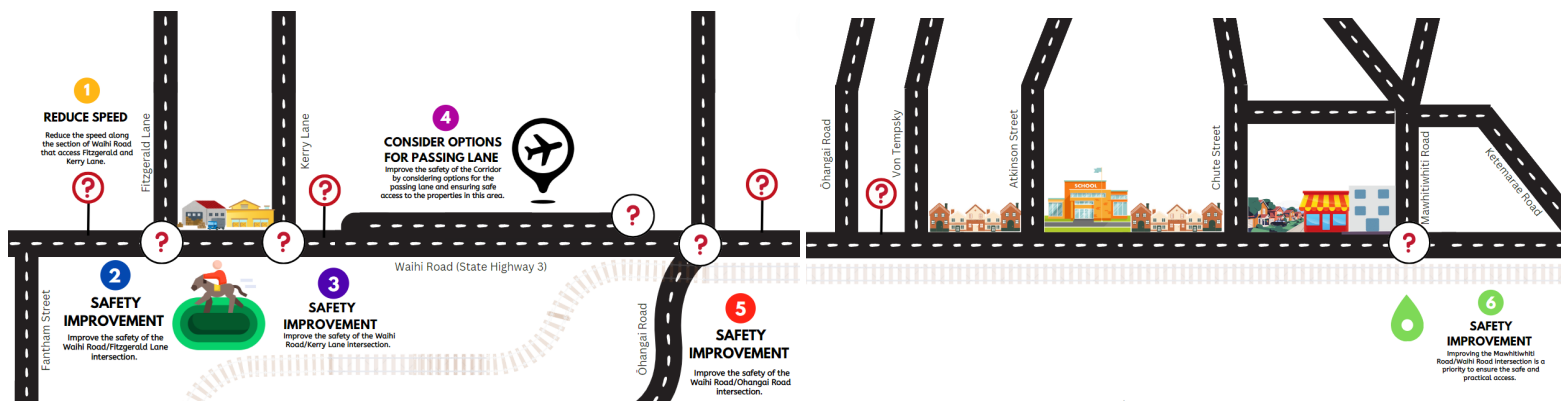 1
REDUCE SPEED
Reduce the speed along
the section of Waihi Road
that access Fitzgerald and
Kerry Lane.
Fitzgerald Lane
Kerry Lane
4
CONSIDER OPTIONS
FOR PASSING LANE
Improve the safety of the Corridor
by considering options for the
passing lane and ensuring safe
access to the properties in this area.
?
?
?
?
?
?
?
Waihi Road (State Highway 3)
Fantham Street
2
SAFETY
IMPROVEMENT
Improve the safety of the
Waihi Road/Fitzgerald Lane
intersection.
3
SAFETY
IMPROVEMENT
Improve the safety of the Waihi
Road/Kerry Lane intersection.
Ōhangai Road
5
SAFETY
IMPROVEMENT
Improve the safety of the
Waihi Road/Ohangai Road
intersection.
Ōhangai Road
Von Tempsky
?
Atkinson Street
SCHOOL
Chute Street
Mawhitiwhiti Road
Ketemarae Road
?
6
SAFETY
IMPROVEMENT
Improving the Mawhitiwhiti
Road/Waihi Road intersection is a
priority to ensure the safe and
practical access.